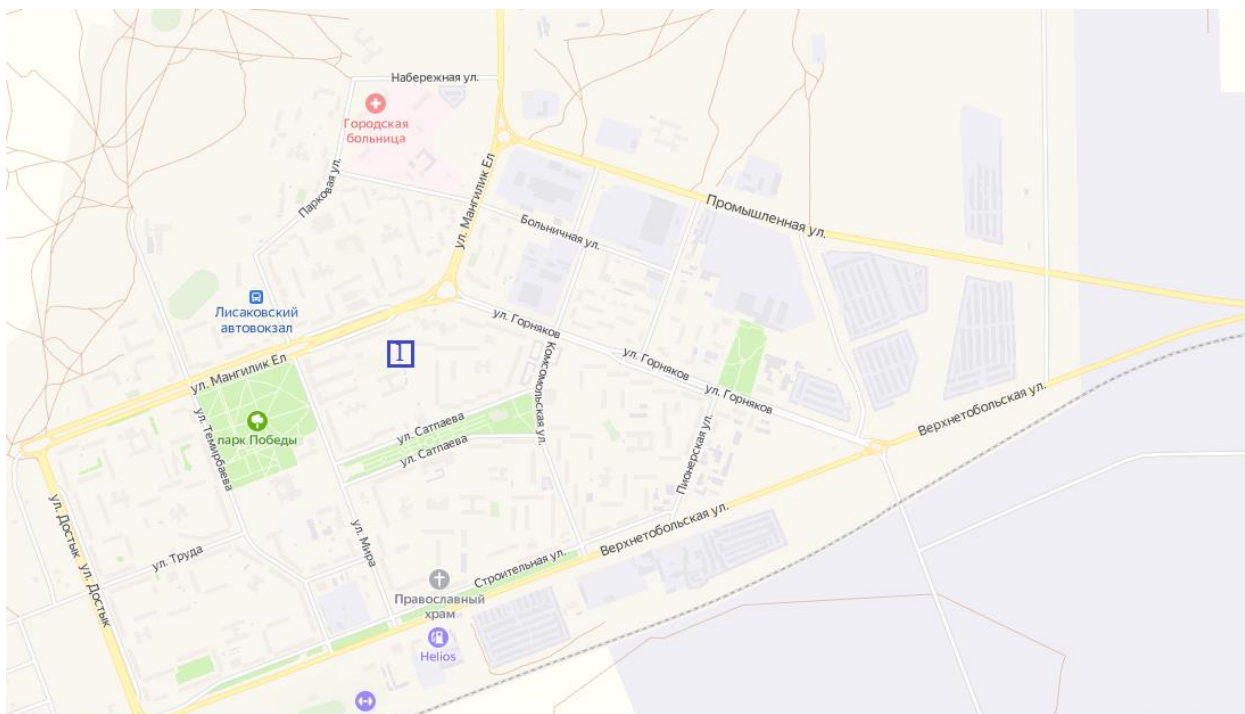 Набережная ул.
Городская
больница
Парковая ул.
ул. Мангилик Ел
Промышленная ул.
Больничная ул.
Лисаковский
автовокзал
ул. Горняков
1
ул. Мангилик Ел
Комсомольская ул.
ул. Горняков
ул. Горняков
Верхнетобольская ул.
парк Победы
ул. Темирбаева
ул. Сатпаева
ул. Сатпаева
Пионерская ул.
ул. Достык
ул. Достык
ул. Труда
ул. Мира
Верхнетобольская ул.
Строительная ул.
Православный
храм
Helios